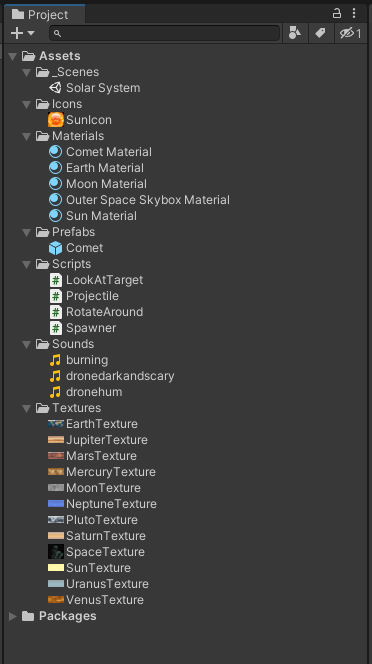 Project
1
Assets
_Scenes
Solar System
Icons
SunIcon
Materials
Comet Material
Earth Material
Moon Material
Outer Space Skybox Material
Sun Material
Prefabs
Comet
Scripts
# LookAtTarget
# Projectile
# RotateAround
# Spawner
Sounds
burning
dronedarkandscary
dronehum
Textures
EarthTexture
JupiterTexture
MarsTexture
MercuryTexture
MoonTexture
NeptuneTexture
PlutoTexture
SaturnTexture
SpaceTexture
SunTexture
UranusTexture
VenusTexture
Packages